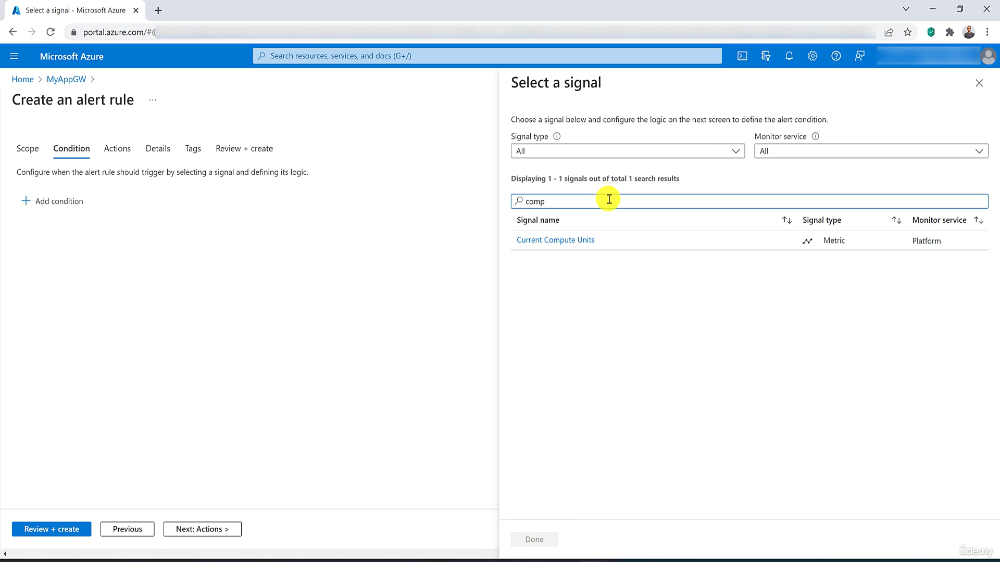 Select a signal - Microsoft Azure
portal.azure.com/#@
Microsoft Azure
Search resources, services, and docs (G+/)
Home > MyAppGW >
Create an alert rule ...
Scope Condition Actions Details Tags Review + create
Configure when the alert rule should trigger by selecting a signal and defining its logic.
+ Add condition
Review + create Previous Next: Actions >
Select a signal
Choose a signal below and configure the logic on the next screen to define the alert condition.
Signal type Monitor service
All All
Displaying 1 - 1 signals out of total 1 search results
comp
Signal name Signal type Monitor service
Current Compute Units Metric Platform
Done
ûdemy